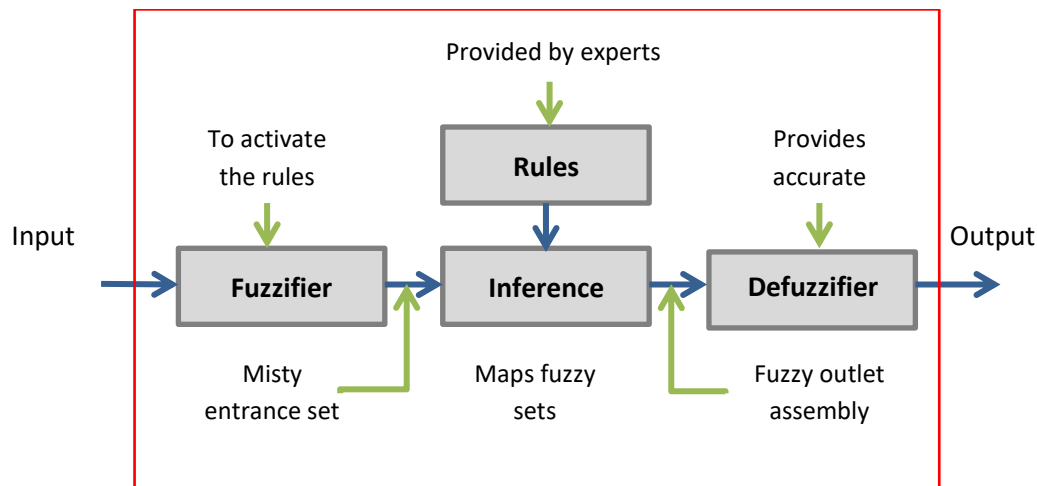 Provided by experts
To activate
the rules
Rules
Provides
accurate
Input
Output
Fuzzifier
Inference
Defuzzifier
Misty
entrance set
Maps fuzzy
sets
Fuzzy outlet
assembly